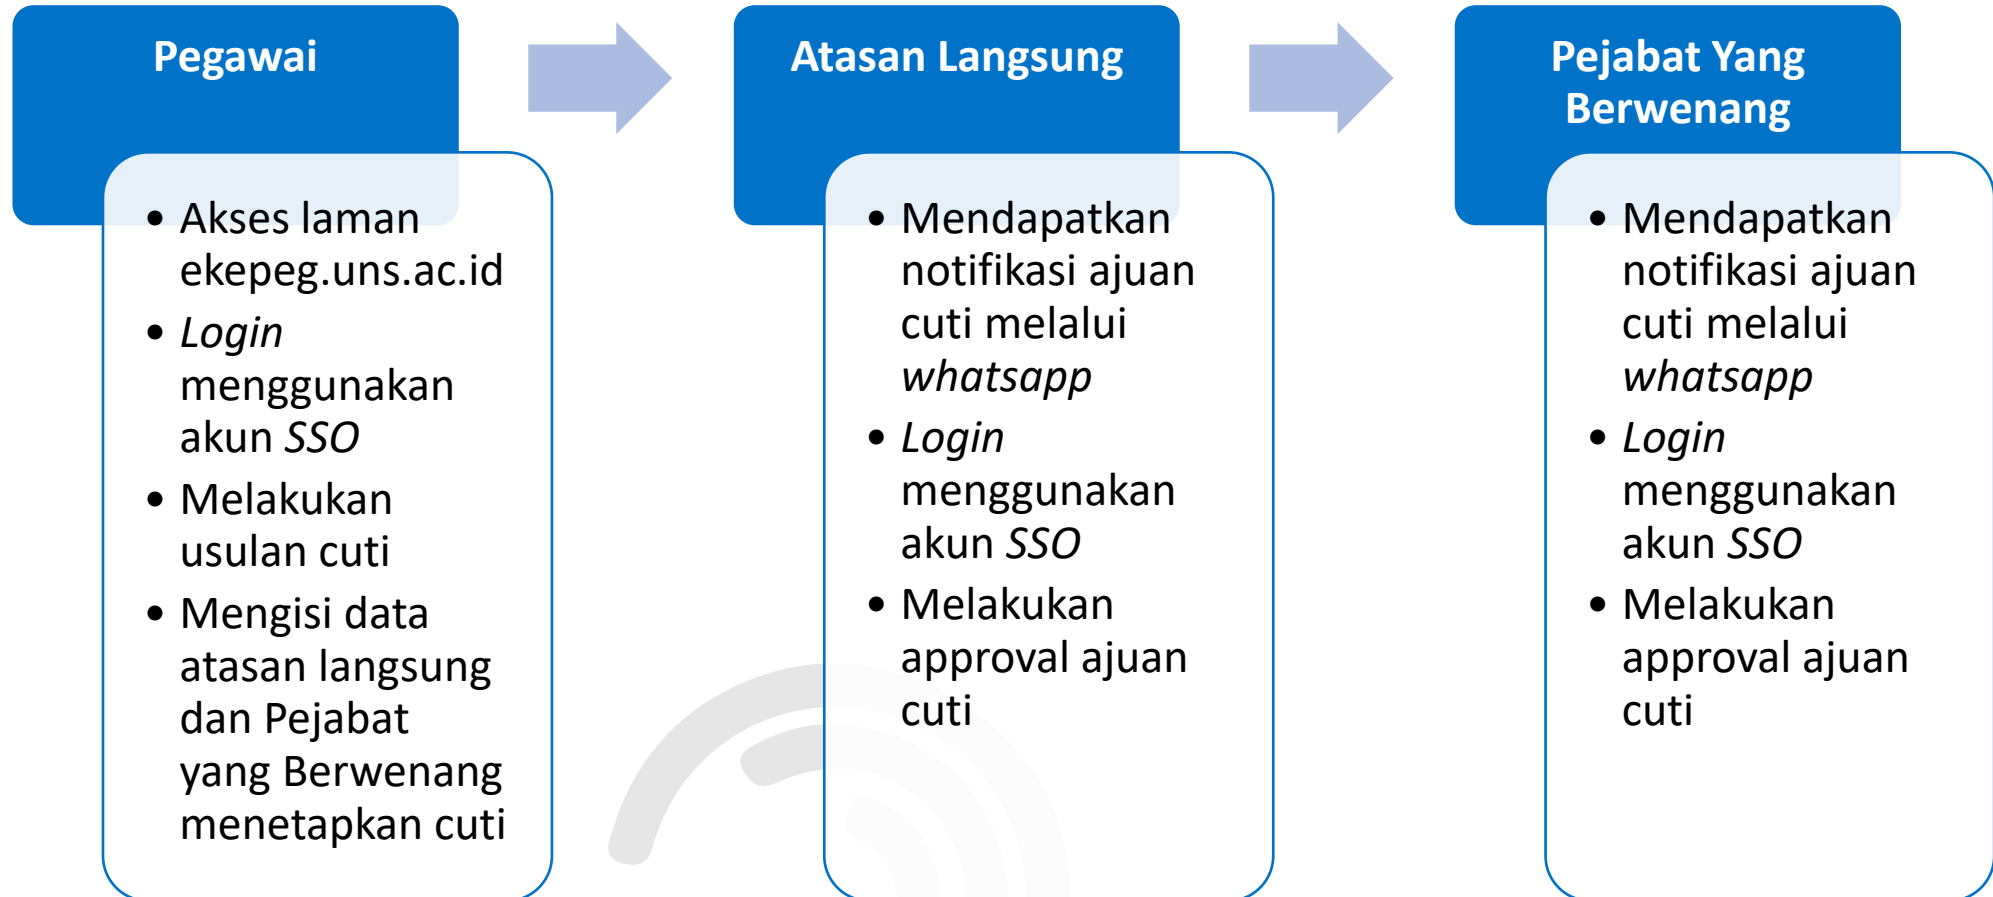 Pegawai
• Akses laman
ekepeg.uns.ac.id
• Login
menggunakan
akun SSO
• Melakukan
usulan cuti
• Mengisi data
atasan langsung
dan Pejabat
yang Berwenang
menetapkan cuti
Atasan Langsung
• Mendapatkan
notifikasi ajuan
cuti melalui
whatsapp
• Login
menggunakan
akun SSO
• Melakukan
approval ajuan
cuti
Pejabat Yang
Berwenang
• Mendapatkan
notifikasi ajuan
cuti melalui
whatsapp
• Login
menggunakan
akun SSO
• Melakukan
approval ajuan
cuti